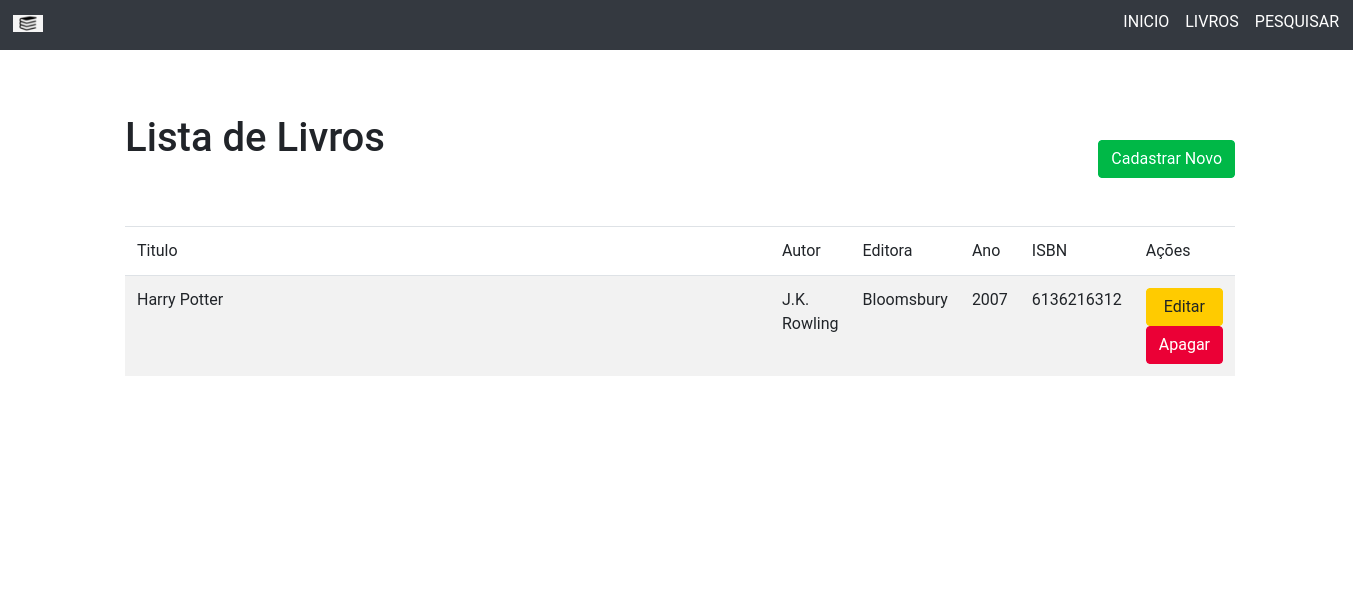 INICIO LIVROS PESQUISAR
Lista de Livros
Cadastrar Novo
Titulo Autor Editora Ano ISBN Ações
Harry Potter J.K. Bloomsbury 2007 6136216312 Editar
Rowling
Apagar